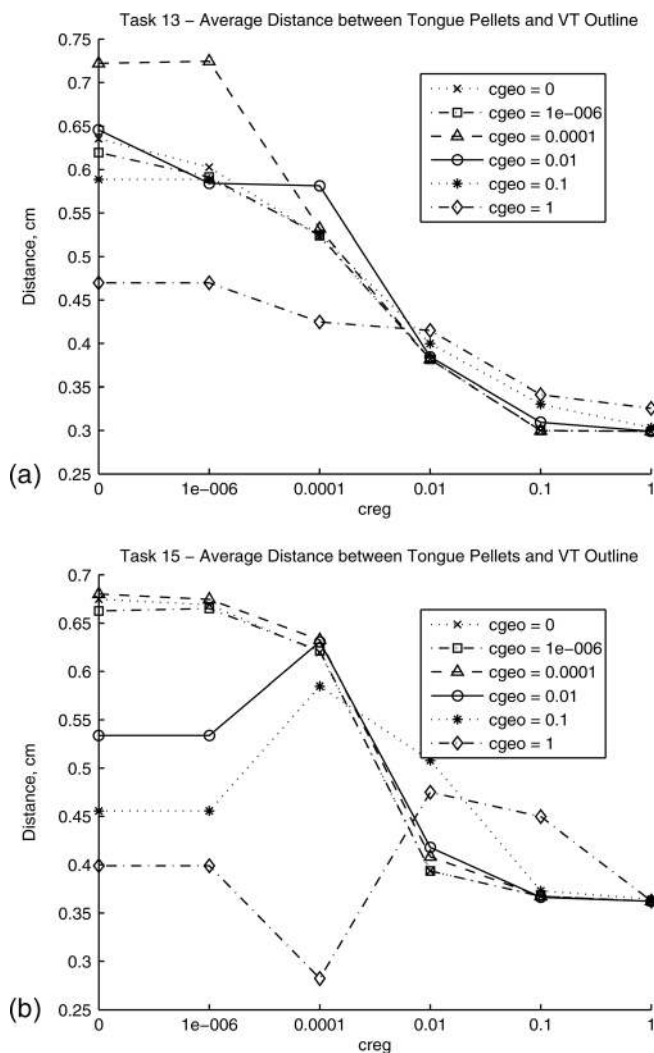 Task 13 – Average Distance between Tongue Pellets and VT Outline
0.75
0.7
0.65
0.6
0.55
0.5
0.45
0.4
0.35
0.3
0.25
Distance, cm
cgeo = 0
cgeo = 1e-006
cgeo = 0.0001
cgeo = 0.01
cgeo = 0.1
cgeo = 1
(a)
0 1e-006 0.0001 0.01 0.1 1
creg
Task 15 – Average Distance between Tongue Pellets and VT Outline
0.7
0.65
0.6
0.55
0.5
0.45
0.4
0.35
0.3
0.25
Distance, cm
cgeo = 0
cgeo = 1e-006
cgeo = 0.0001
cgeo = 0.01
cgeo = 0.1
cgeo = 1
(b)
0 1e-006 0.0001 0.01 0.1 1
creg